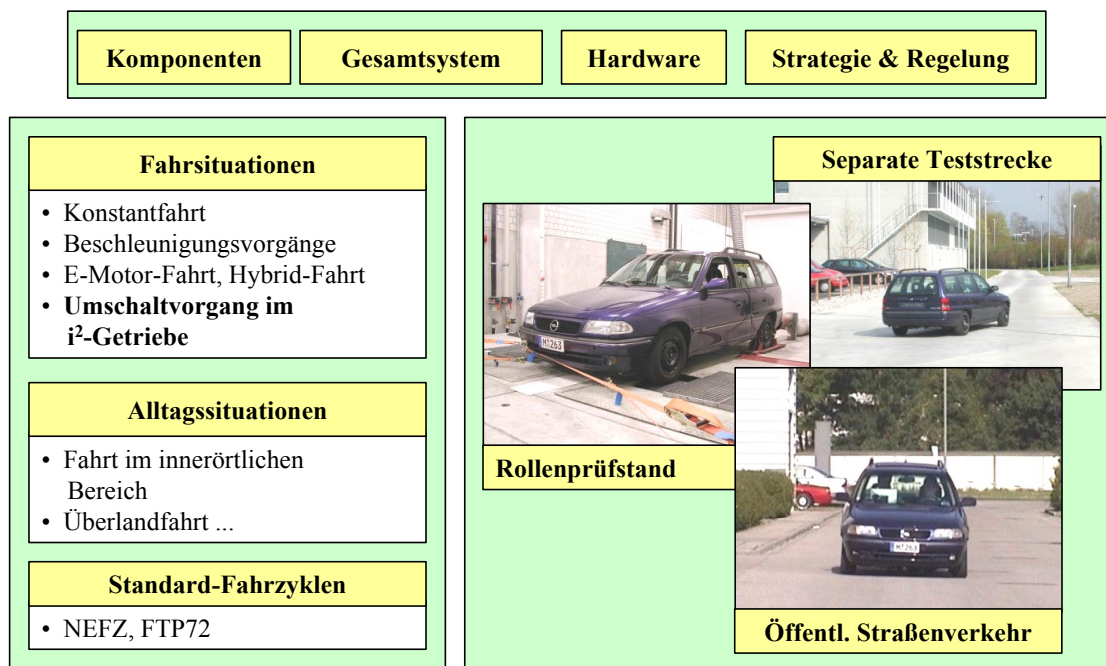 Komponenten
Gesamtsystem
Hardware
Strategie & Regelung
Fahrsituationen
• Konstantfahrt
• Beschleunigungsvorgänge
• E-Motor-Fahrt, Hybrid-Fahrt
• Umschaltvorgang im
i²-Getriebe
Alltagssituationen
• Fahrt im innerörtlichen
Bereich
• Überlandfahrt ...
Standard-Fahrzyklen
• NEFZ, FTP72
Separate Teststrecke
Rollenprüfstand
Öffentl. Straßenverkehr